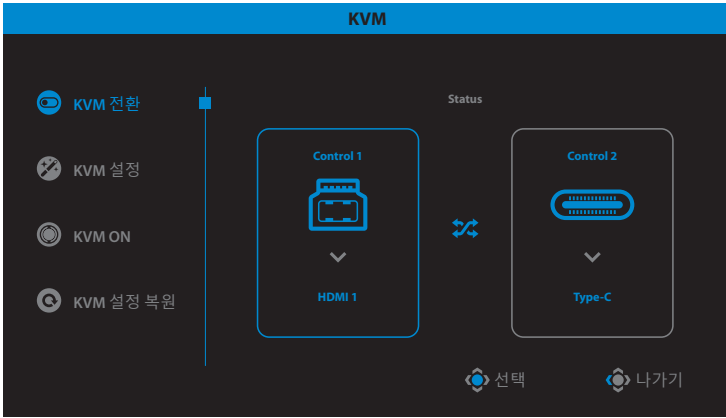 KVM
KVM 전환
KVM 설정
KVM ON
KVM 설정 복원
Status
Control 1
HDMI 1
Control 2
Type-C
선택
나가기